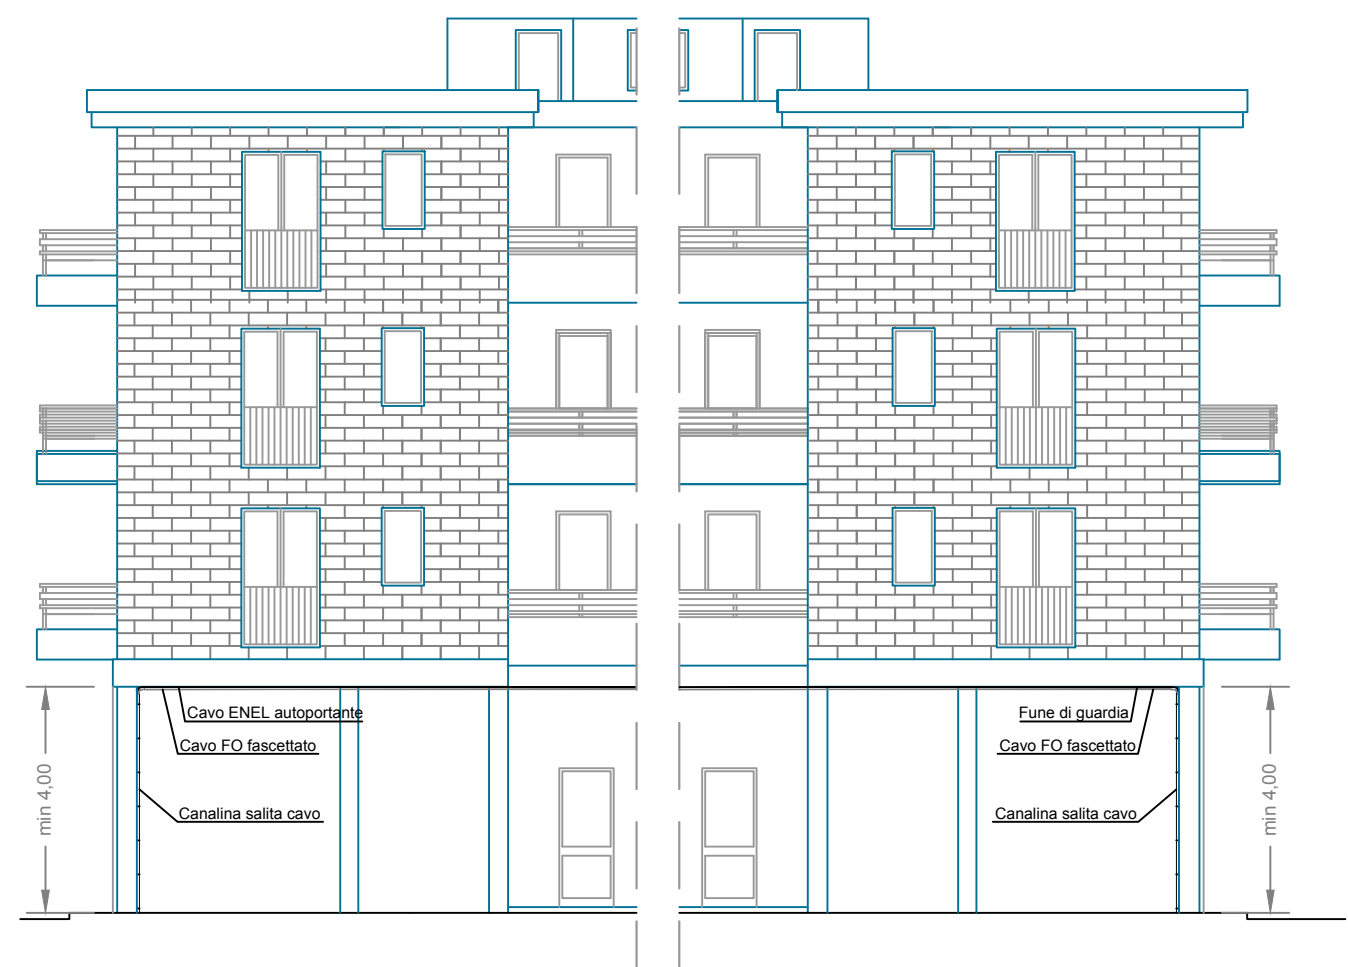 Cavo ENEL autoportante
Cavo FO fascettato
Canalina salita cavo
min 4,00
Fune di guardia
Cavo FO fascettato
Canalina salita cavo
min 4,00